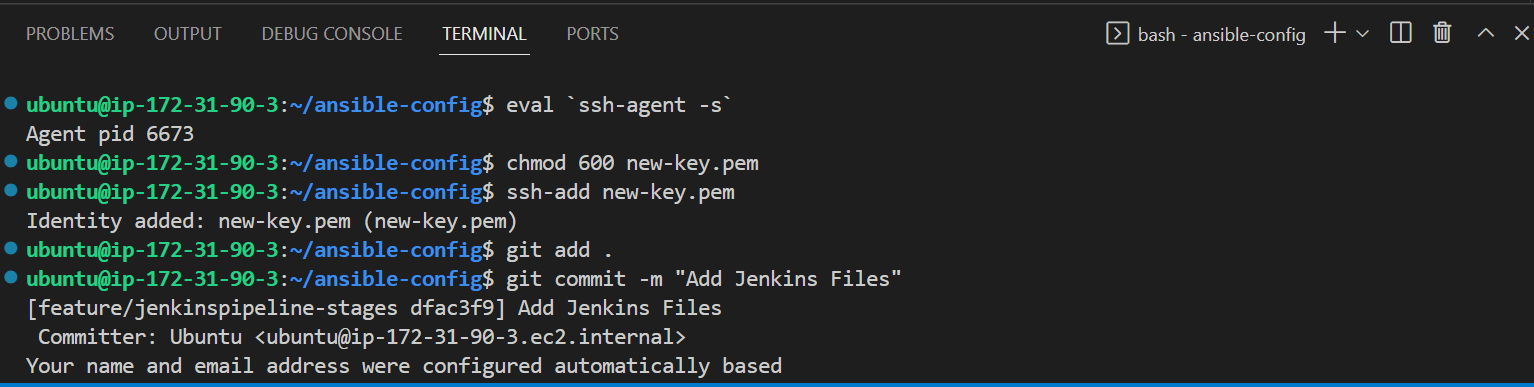 PROBLEMS OUTPUT DEBUG CONSOLE TERMINAL PORTS bash - ansible-config
ubuntu@ip-172-31-90-3:~/ansible-config$ eval `ssh-agent -s`
Agent pid 6673
ubuntu@ip-172-31-90-3:~/ansible-config$ chmod 600 new-key.pem
ubuntu@ip-172-31-90-3:~/ansible-config$ ssh-add new-key.pem
Identity added: new-key.pem (new-key.pem)
ubuntu@ip-172-31-90-3:~/ansible-config$ git add .
ubuntu@ip-172-31-90-3:~/ansible-config$ git commit -m "Add Jenkins Files"
[feature/jenkinspipeline-stages dfac3f9] Add Jenkins Files
 Committer: Ubuntu <ubuntu@ip-172-31-90-3.ec2.internal>
Your name and email address were configured automatically based